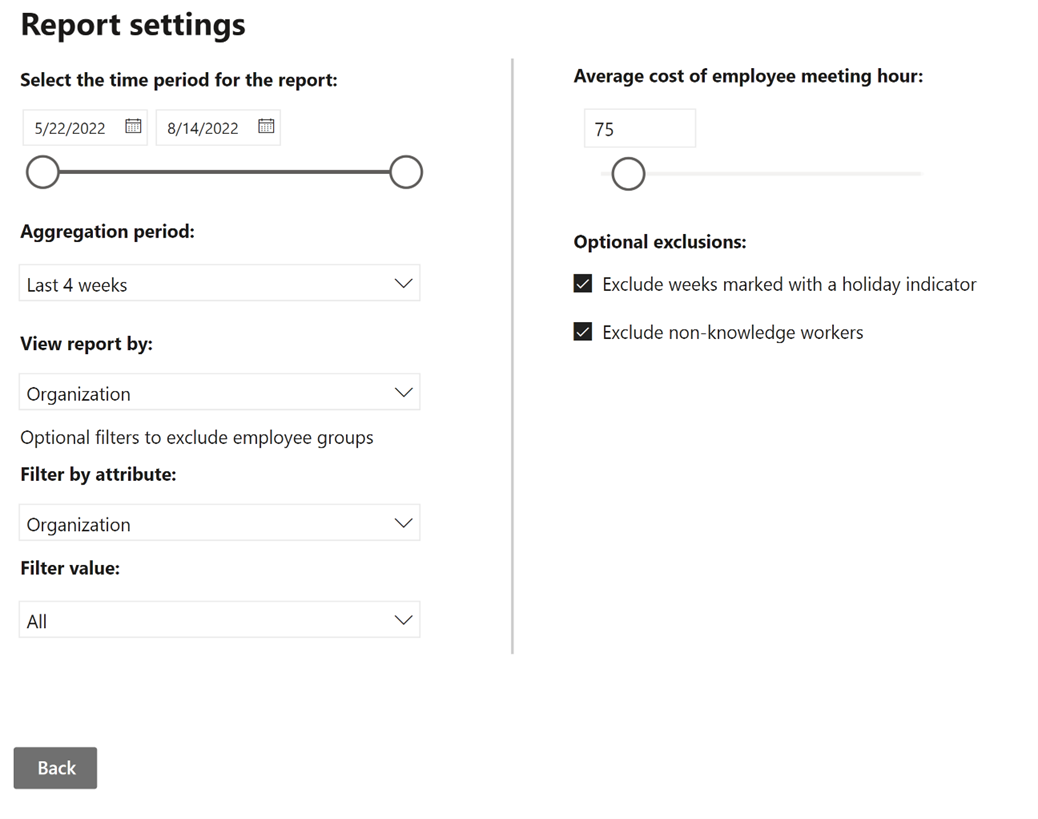 Report settings
Select the time period for the report:
5/22/2022
8/14/2022
Aggregation period:
Last 4 weeks
View report by:
Organization
Optional filters to exclude employee groups
Filter by attribute:
Organization
Filter value:
All
Average cost of employee meeting hour:
75
Optional exclusions:
Exclude weeks marked with a holiday indicator
Exclude non-knowledge workers
Back